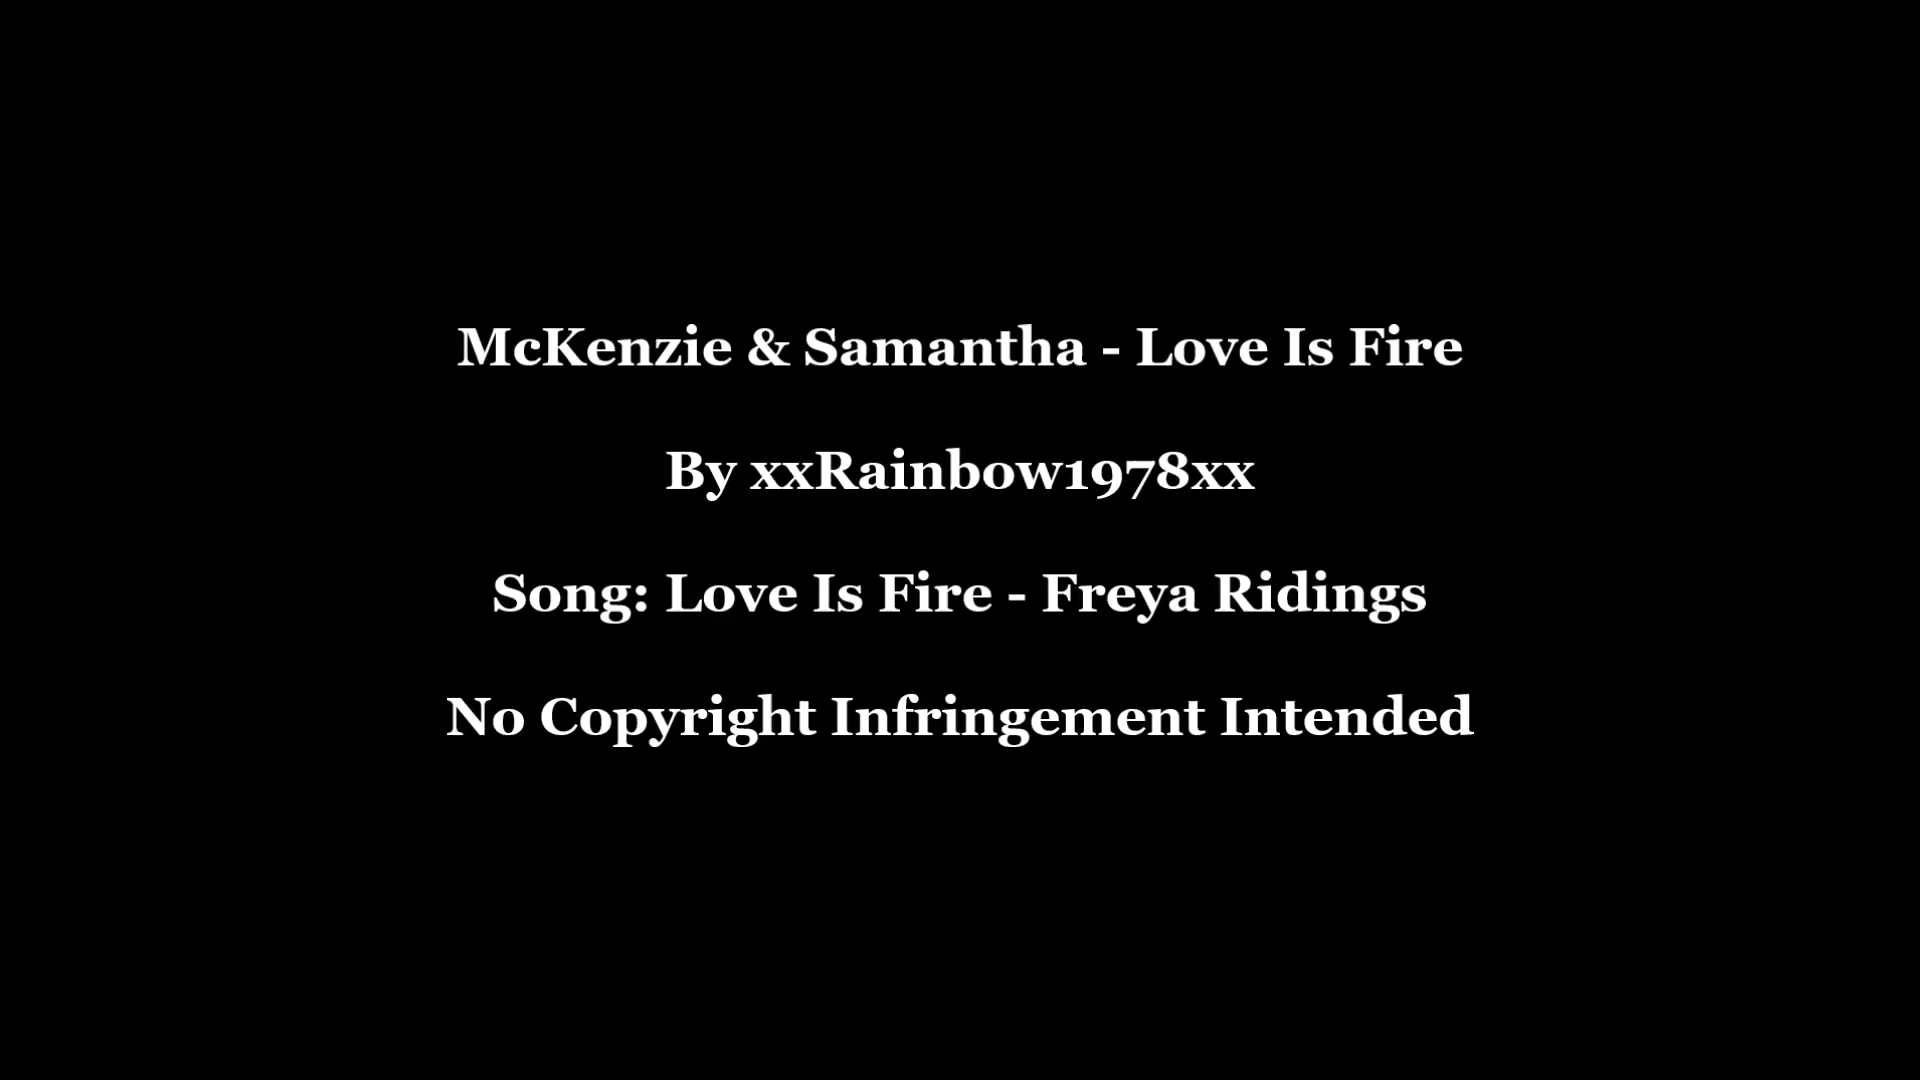 McKenzie & Samantha - Love Is Fire
By xxRainbow1978xx
Song: Love Is Fire - Freya Ridings
No Copyright Infringement Intended